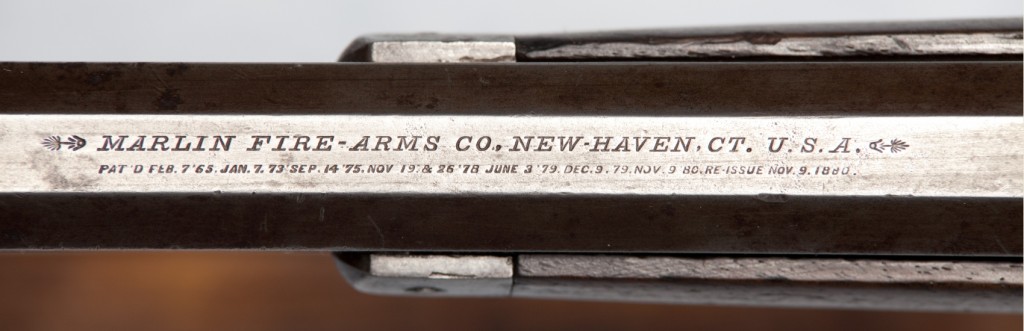 MARLIN FIRE-ARMS CO., NEW-HAVEN, CT. U.S.A.
PAT'D FEB. 7 '65. JAN. 7. 73 SEP. 14 '75. NOV 19. & 26 '78 JUNE 3 '79. DEC. 9. 79. NOV. 9 80. RE-ISSUE NOV. 9. 1880.